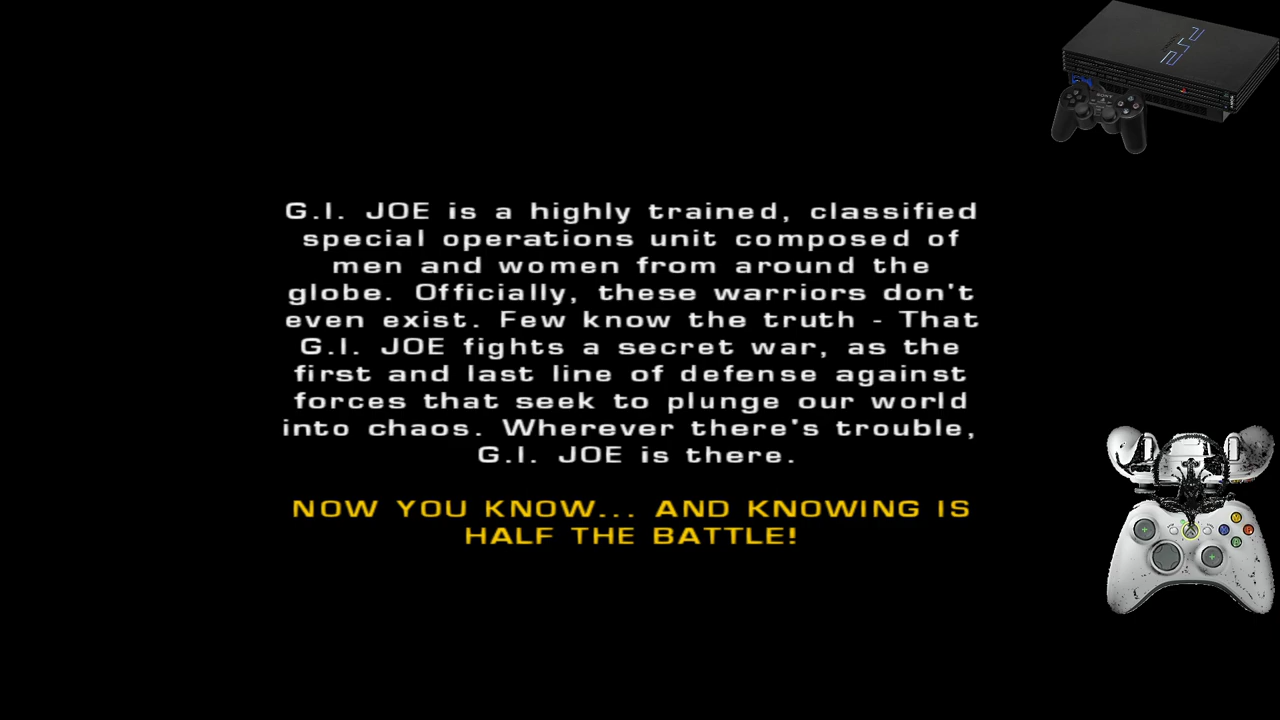 PS2
G.I. JOE is a highly trained, classified
special operations unit composed of
men and women from around the
globe. Officially, these warriors don't
even exist. Few know the truth - That
G.I. JOE fights a secret war, as the
first and last line of defense against
forces that seek to plunge our world
into chaos. Wherever there's trouble,
G.I. JOE is there.
NOW YOU KNOW... AND KNOWING IS
HALF THE BATTLE!